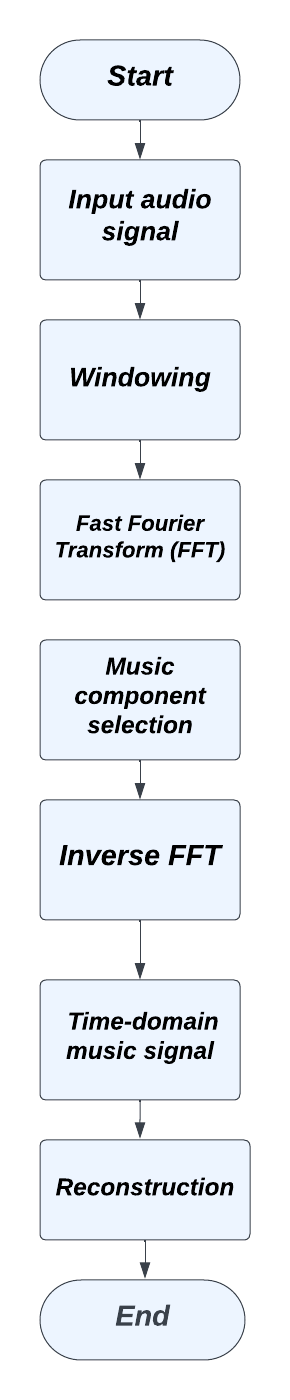 Start
Input audio
signal
Windowing
Fast Fourier
Transform (FFT)
Music
component
selection
Inverse FFT
Time-domain
music signal
Reconstruction
End